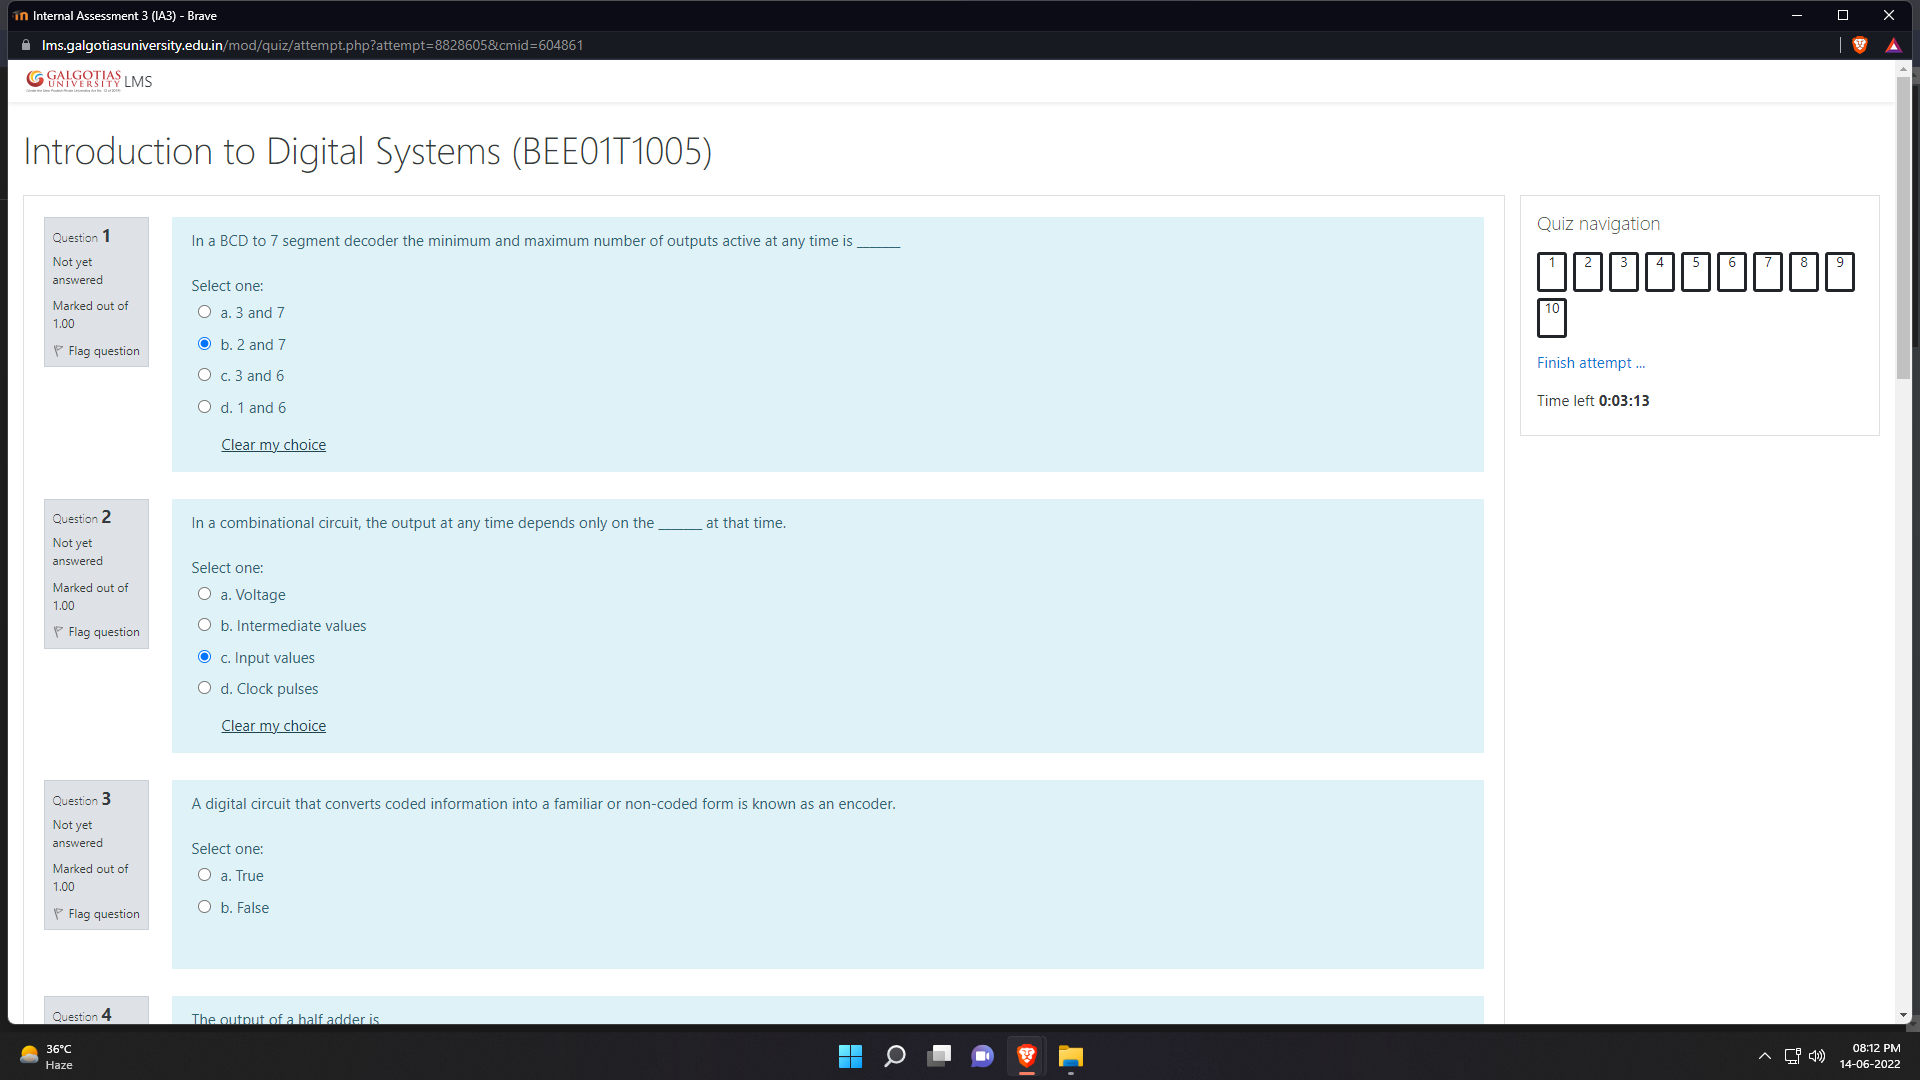 Internal Assessment 3 (IA3) - Brave
lms.galgotiasuniversity.edu.in/mod/quiz/attempt.php?attempt=8828605&cmid=604861
GALGOTIAS
UNIVERSITY LMS
Introduction to Digital Systems (BEE01T1005)
Question 1
Not yet
answered
Marked out of
1.00
Flag question
In a BCD to 7 segment decoder the minimum and maximum number of outputs active at any time is ______
Select one:
a. 3 and 7
b. 2 and 7
c. 3 and 6
d. 1 and 6
Clear my choice
Question 2
Not yet
answered
Marked out of
1.00
Flag question
In a combinational circuit, the output at any time depends only on the ______ at that time.
Select one:
a. Voltage
b. Intermediate values
c. Input values
d. Clock pulses
Clear my choice
Question 3
Not yet
answered
Marked out of
1.00
Flag question
A digital circuit that converts coded information into a familiar or non-coded form is known as an encoder.
Select one:
a. True
b. False
Question 4
The output of a half adder is
Quiz navigation
1 2 3 4 5 6 7 8 9
10
Finish attempt ...
Time left 0:03:13
36°C
Haze
08:12 PM
14-06-2022